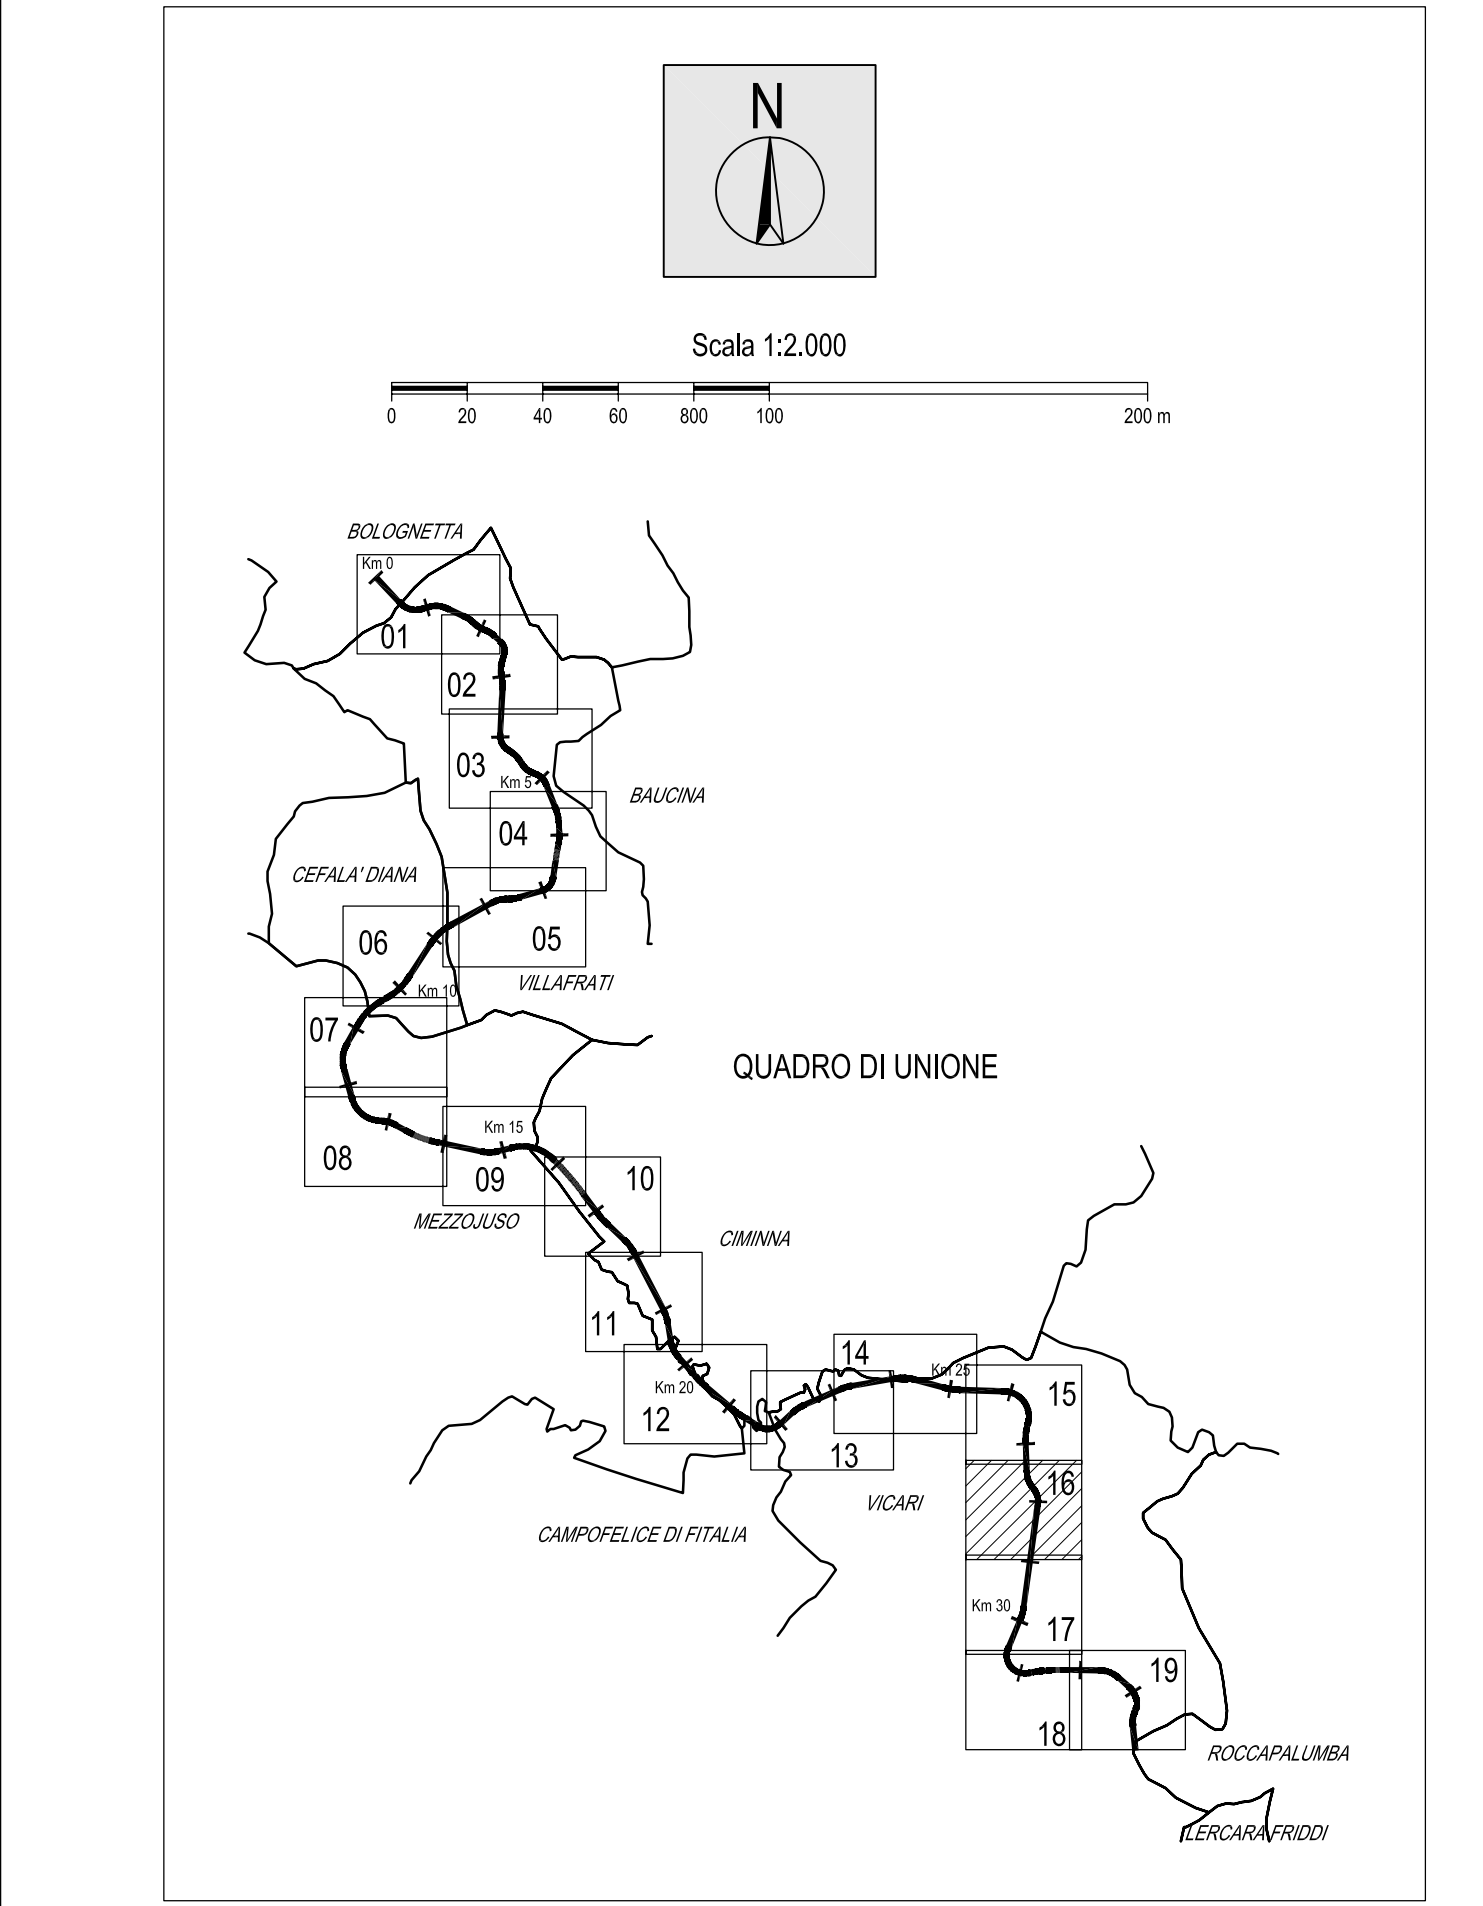 N
Scala 1:2.000
0 20 40 60 800 100 200 m
BOLOGNETTA
Km 0
01
02
03
Km 5
BAUCINA
04
CEFALA' DIANA
05
06
VILLAFRATI
Km 10
07
QUADRO DI UNIONE
Km 15
08
09
10
MEZZOJUSO
CIMINNA
11
14
Km 25
Km 20
15
12
13
16
VICARI
CAMPOFELICE DI FITALIA
Km 30
17
19
18
ROCCAPALUMBA
LERCARA FRIDDI